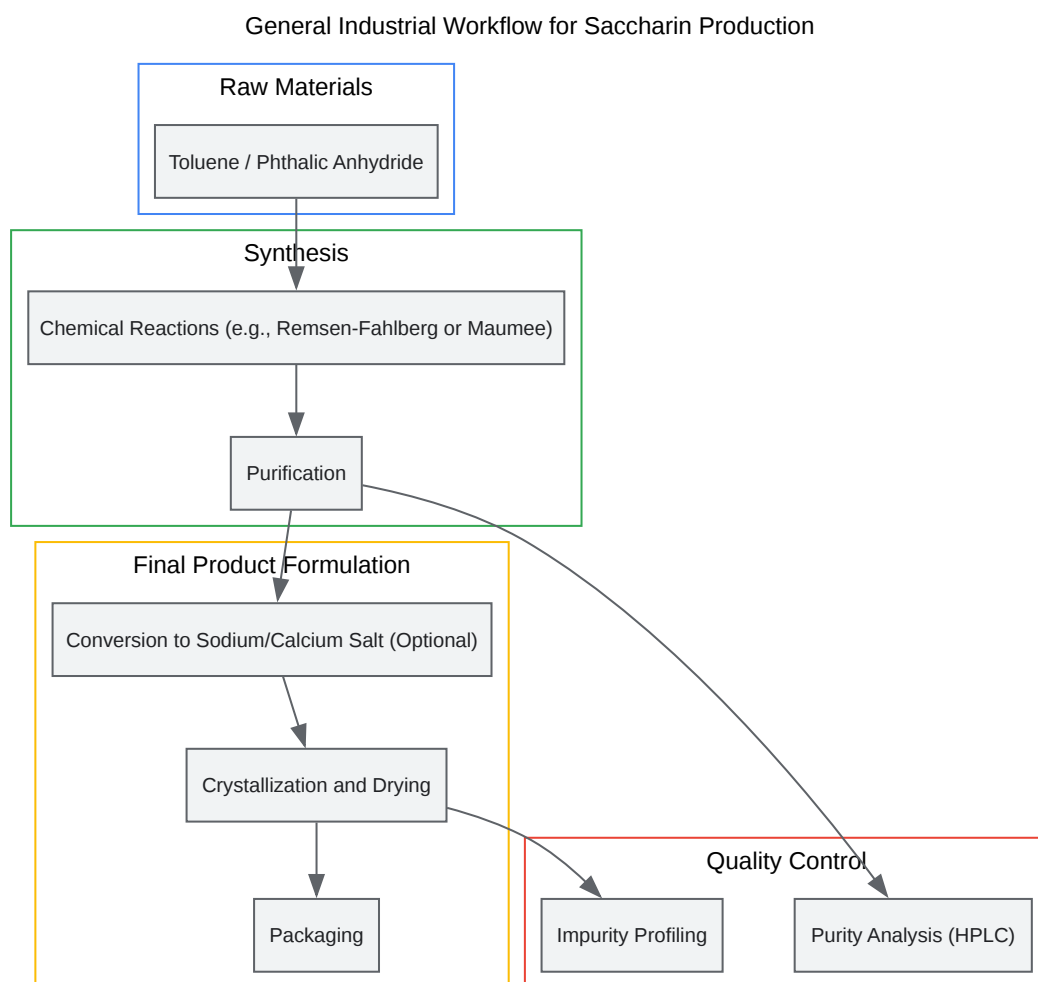 General Industrial Workflow for Saccharin Production
Raw Materials
Toluene / Phthalic Anhydride
Synthesis
Chemical Reactions (e.g., Remsen-Fahlberg or Maumee)
Purification
Final Product Formulation
Conversion to Sodium/Calcium Salt (Optional)
Crystallization and Drying
Packaging
Quality Control
Impurity Profiling
Purity Analysis (HPLC)